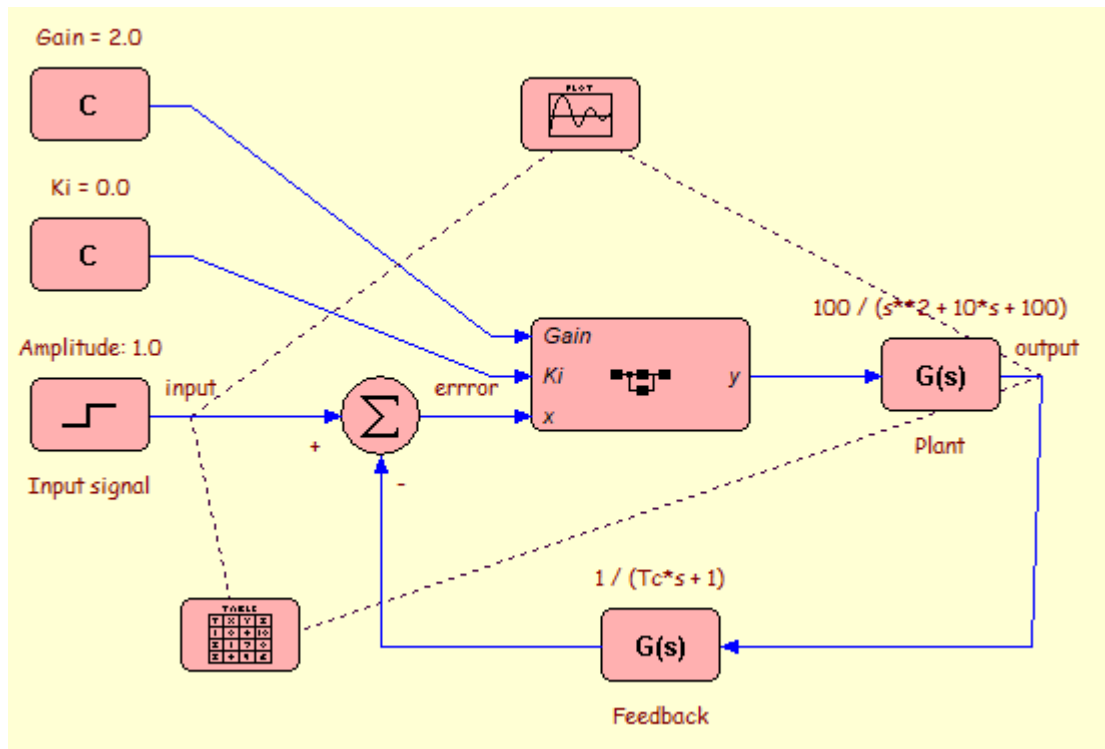 Gain = 2.0
C
PLOT
Ki = 0.0
C
100 / (s**2 + 10*s + 100)
Amplitude: 1.0
input
errror
Gain
Ki
x
y
G(s)
output
+
Σ
-
Plant
Input signal
1 / (Tc*s + 1)
TABLE
T X Y Z
G(s)
Feedback